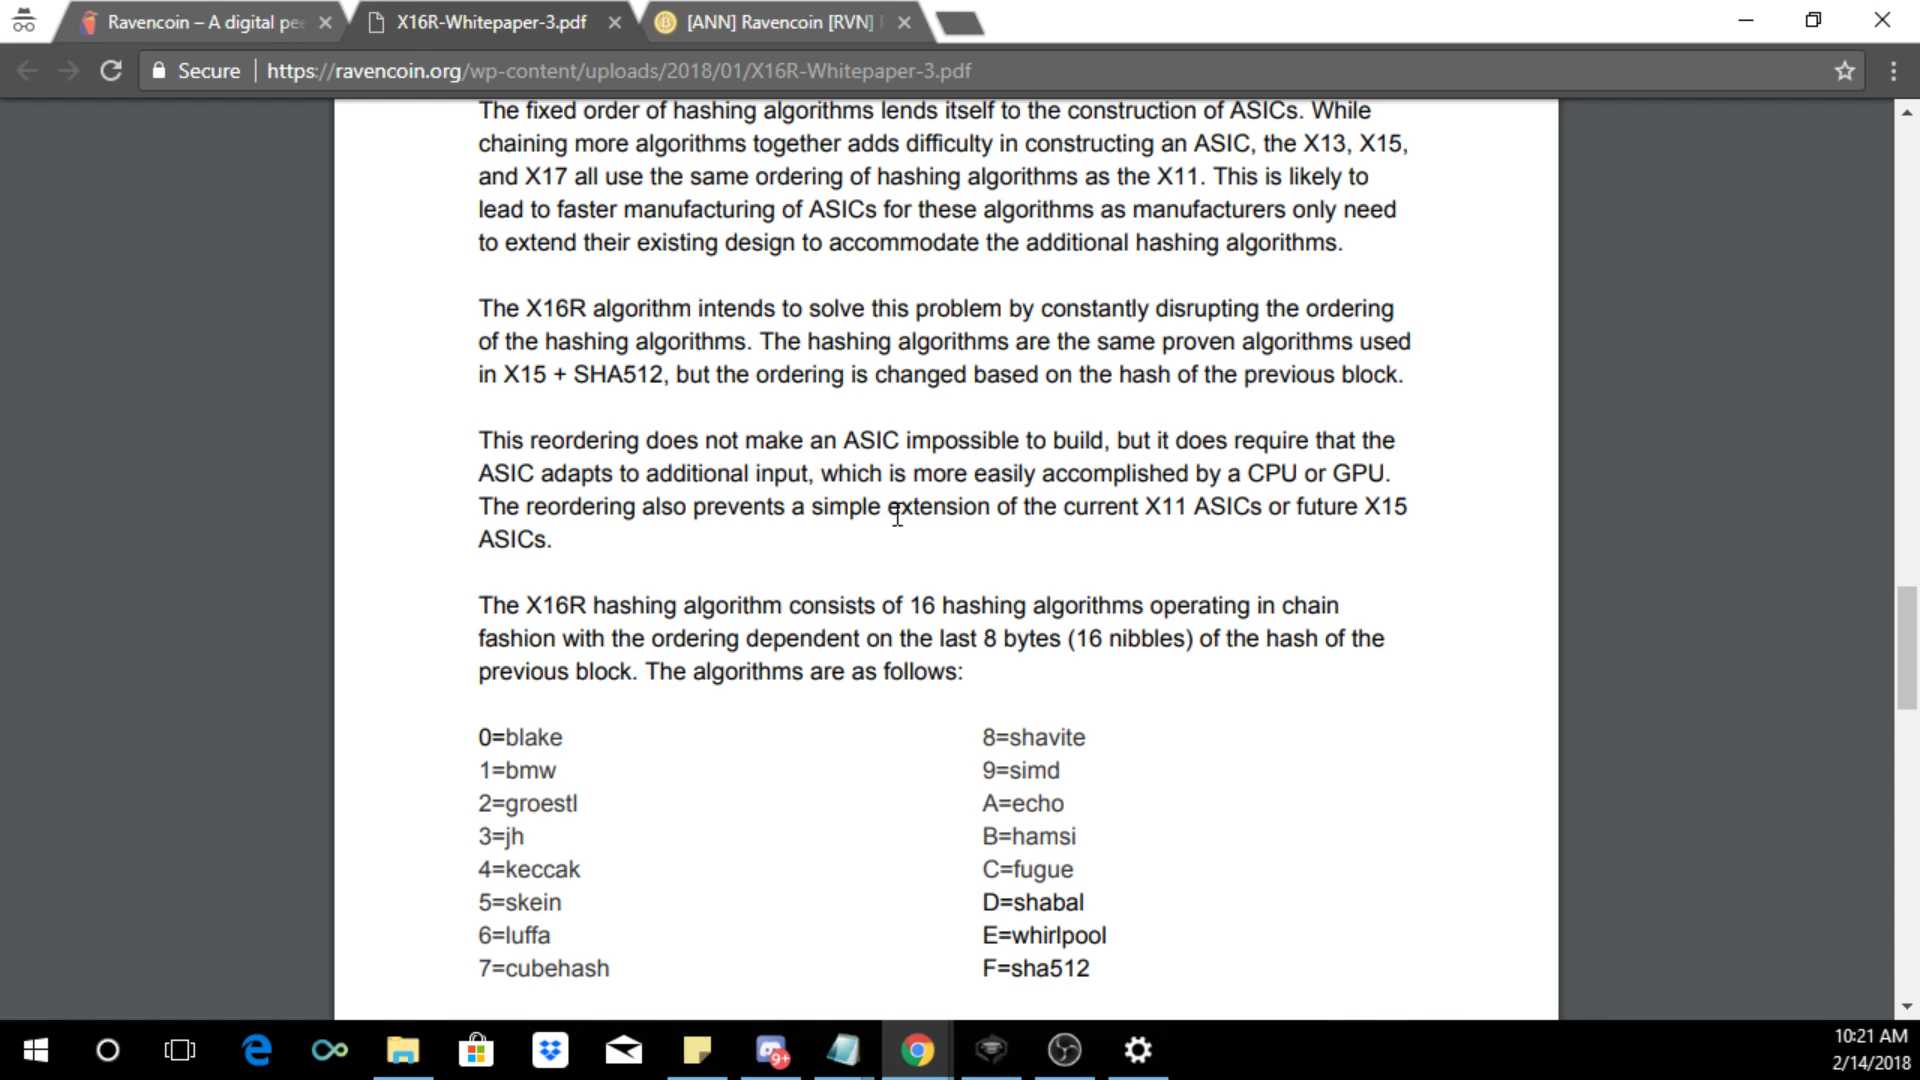 Ravencoin – A digital pee
X16R-Whitepaper-3.pdf
[ANN] Ravencoin [RVN]
Secure
https://ravencoin.org/wp-content/uploads/2018/01/X16R-Whitepaper-3.pdf
The fixed order of hashing algorithms lends itself to the construction of ASICs. While
chaining more algorithms together adds difficulty in constructing an ASIC, the X13, X15,
and X17 all use the same ordering of hashing algorithms as the X11. This is likely to
lead to faster manufacturing of ASICs for these algorithms as manufacturers only need
to extend their existing design to accommodate the additional hashing algorithms.
The X16R algorithm intends to solve this problem by constantly disrupting the ordering
of the hashing algorithms. The hashing algorithms are the same proven algorithms used
in X15 + SHA512, but the ordering is changed based on the hash of the previous block.
This reordering does not make an ASIC impossible to build, but it does require that the
ASIC adapts to additional input, which is more easily accomplished by a CPU or GPU.
The reordering also prevents a simple extension of the current X11 ASICs or future X15
ASICs.
The X16R hashing algorithm consists of 16 hashing algorithms operating in chain
fashion with the ordering dependent on the last 8 bytes (16 nibbles) of the hash of the
previous block. The algorithms are as follows:
0=blake
1=bmw
2=groestl
3=jh
4=keccak
5=skein
6=luffa
7=cubehash
8=shavite
9=simd
A=echo
B=hamsi
C=fugue
D=shabal
E=whirlpool
F=sha512
9+
10:21 AM
2/14/2018